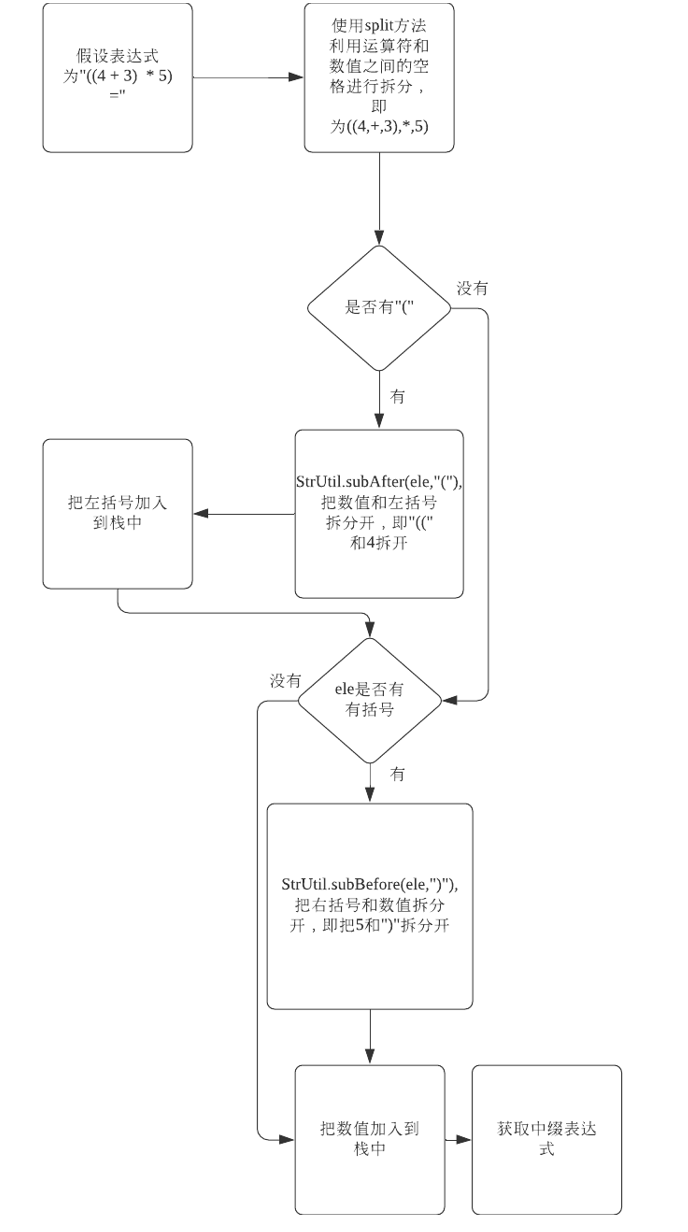 假设表达式
为"((4 + 3)  * 5)
="
使用split方法
利用运算符和
数值之间的空
格进行拆分，
即
为((4,+,3),*,5)
是否有"("
没有
有
StrUtil.subAfter(ele,"("),
把数值和左括号
拆分开，即"(("
和4拆开
把左括号加入
到栈中
ele是否有
有括号
没有
有
StrUtil.subBefore(ele,")"),
把右括号和数值拆分
开，即把5和")"拆分开
把数值加入到
栈中
获取中缀表达
式